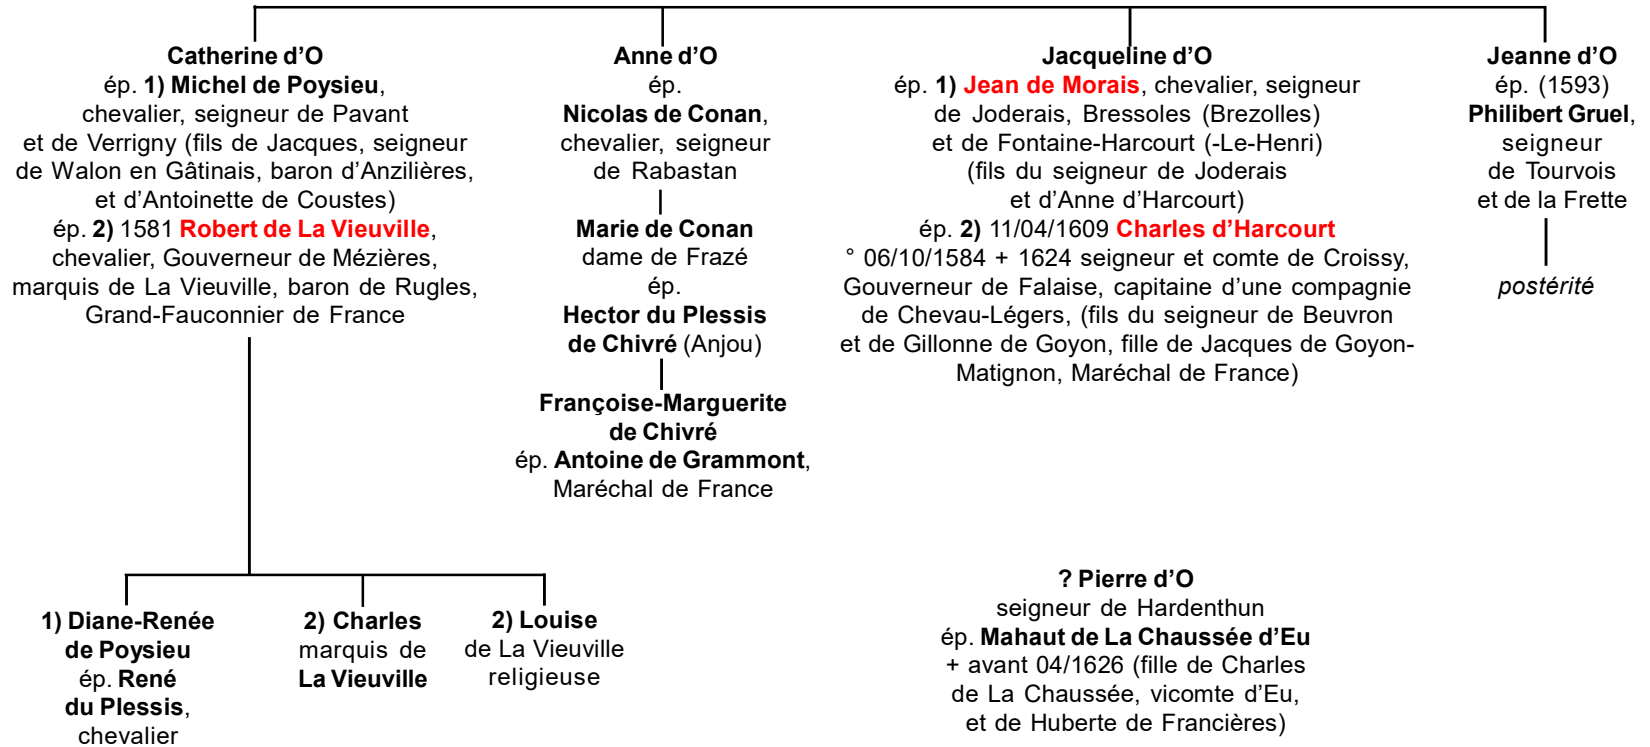 Catherine d’O
ép. 1) Michel de Poysieu,
chevalier, seigneur de Pavant
et de Verrigny (fils de Jacques, seigneur
de Walon en Gâtinais, baron d’Anzilières,
et d’Antoinette de Coustes)
ép. 2) 1581 Robert de La Vieuville,
chevalier, Gouverneur de Mézières,
marquis de La Vieuville, baron de Rugles,
Grand-Fauconnier de France
Anne d’O
ép.
Nicolas de Conan,
chevalier, seigneur
de Rabastan
Marie de Conan
dame de Frazé
ép.
Hector du Plessis
de Chivré (Anjou)
Françoise-Marguerite
de Chivré
ép. Antoine de Grammont,
Maréchal de France
Jacqueline d’O
ép. 1) Jean de Morais, chevalier, seigneur
de Joderais, Bressoles (Brezolles)
et de Fontaine-Harcourt (-Le-Henri)
(fils du seigneur de Joderais
et d’Anne d’Harcourt)
ép. 2) 11/04/1609 Charles d’Harcourt
° 06/10/1584 + 1624 seigneur et comte de Croissy,
Gouverneur de Falaise, capitaine d’une compagnie
de Chevau-Légers, (fils du seigneur de Beuvron
et de Gillonne de Goyon, fille de Jacques de Goyon-
Matignon, Maréchal de France)
Jeanne d’O
ép. (1593)
Philibert Gruel,
seigneur
de Tourvois
et de la Frette
postérité
1) Diane-Renée
de Poysieu
ép. René
du Plessis,
chevalier
2) Charles
marquis de
La Vieuville
2) Louise
de La Vieuville
religieuse
? Pierre d’O
seigneur de Hardenthun
ép. Mahaut de La Chaussée d’Eu
+ avant 04/1626 (fille de Charles
de La Chaussée, vicomte d’Eu,
et de Huberte de Francières)